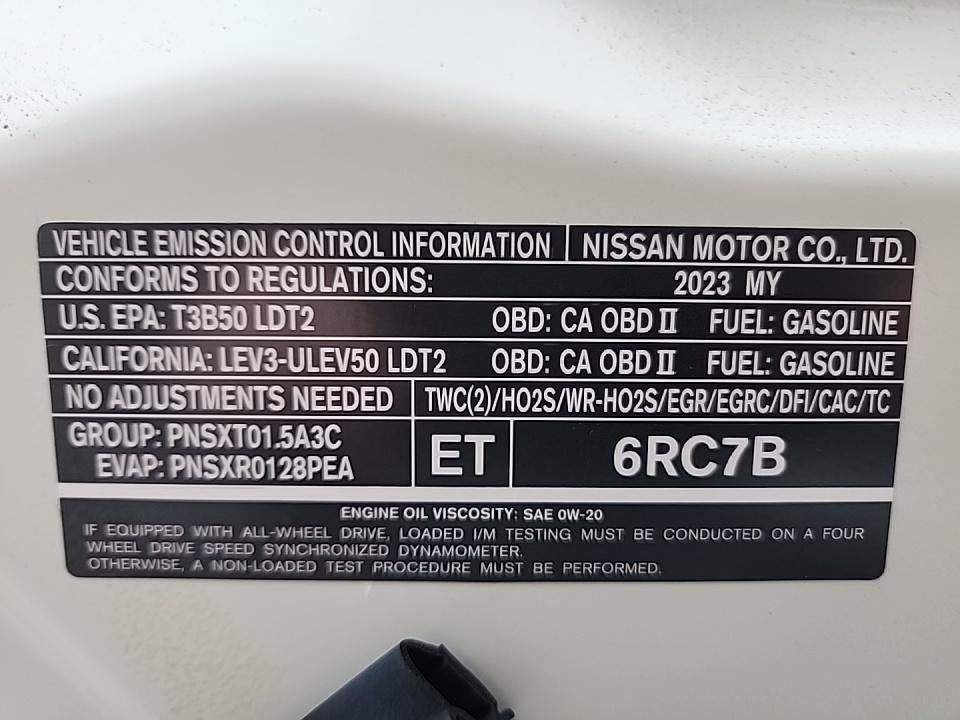 VEHICLE EMISSION CONTROL INFORMATION NISSAN MOTOR CO., LTD.
CONFORMS TO REGULATIONS: 2023 MY
U.S. EPA: T3B50 LDT2 OBD: CA OBD II FUEL: GASOLINE
CALIFORNIA: LEV3-ULEV50 LDT2 OBD: CA OBD II FUEL: GASOLINE
NO ADJUSTMENTS NEEDED TWC(2)/HO2S/WR-HO2S/EGR/EGRC/DFI/CAC/TC
GROUP: PNSXT01.5A3C
EVAP: PNSXR0128PEA
ET
6RC7B
ENGINE OIL VISCOSITY: SAE 0W-20
IF EQUIPPED WITH ALL-WHEEL DRIVE, LOADED I/M TESTING MUST BE CONDUCTED ON A FOUR
WHEEL DRIVE SPEED SYNCHRONIZED DYNAMOMETER.
OTHERWISE, A NON-LOADED TEST PROCEDURE MUST BE PERFORMED.